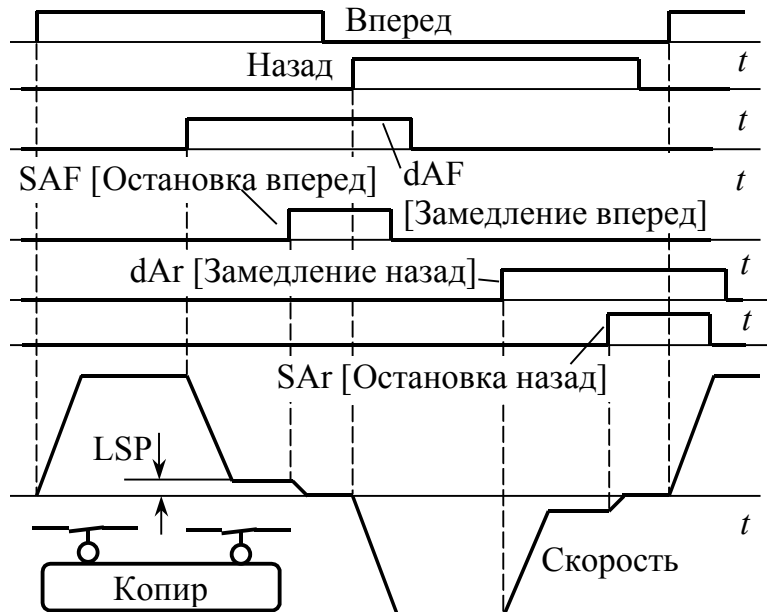 Вперед
Назад
t
t
SAF [Остановка вперед]
dAF
t
[Замедление вперед]
dAr [Замедление назад]
t
t
SAr [Остановка назад]
LSP
t
Скорость
Копир